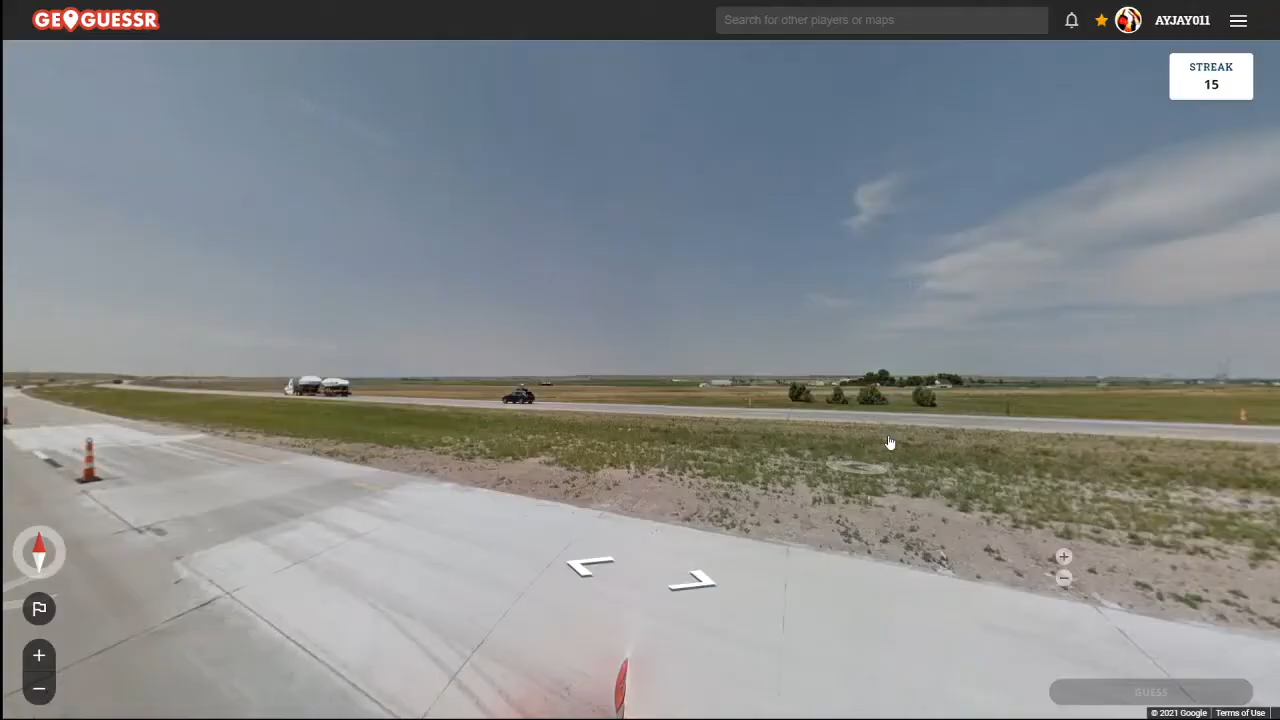 GEOGUESSR
Search for other players or maps
AYJAY011
STREAK
15
GUESS
© 2021 Google
Terms of Use